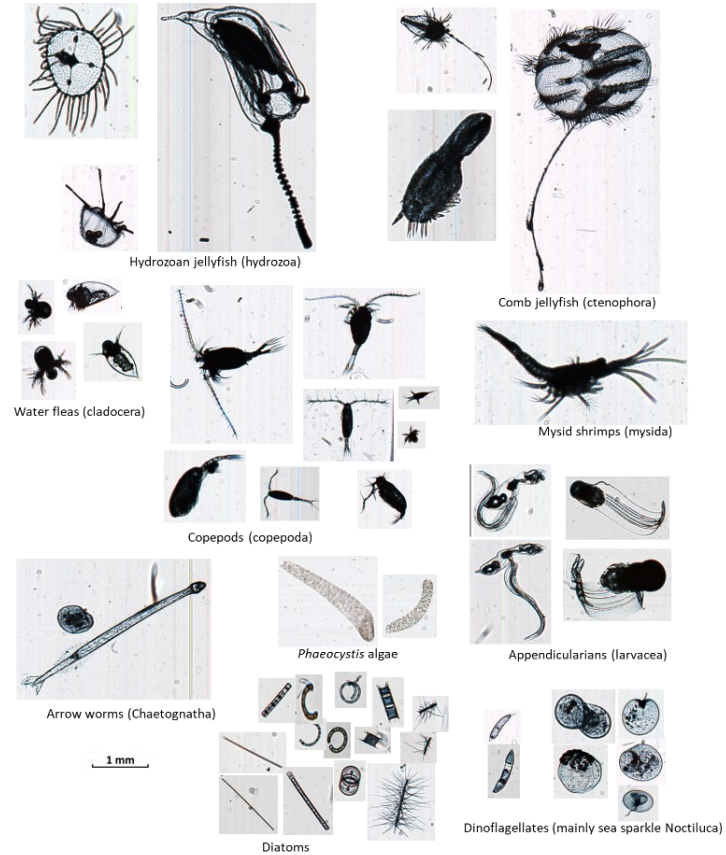 Hydrozoan jellyfish (hydrozoa)
Comb jellyfish (ctenophora)
Water fleas (cladocera)
Mysid shrimps (mysida)
Copepods (copepoda)
Phaeocystis algae
Appendicularians (larvacea)
Arrow worms (Chaetognatha)
1 mm
Dinoflagellates (mainly sea sparkle Noctiluca)
Diatoms